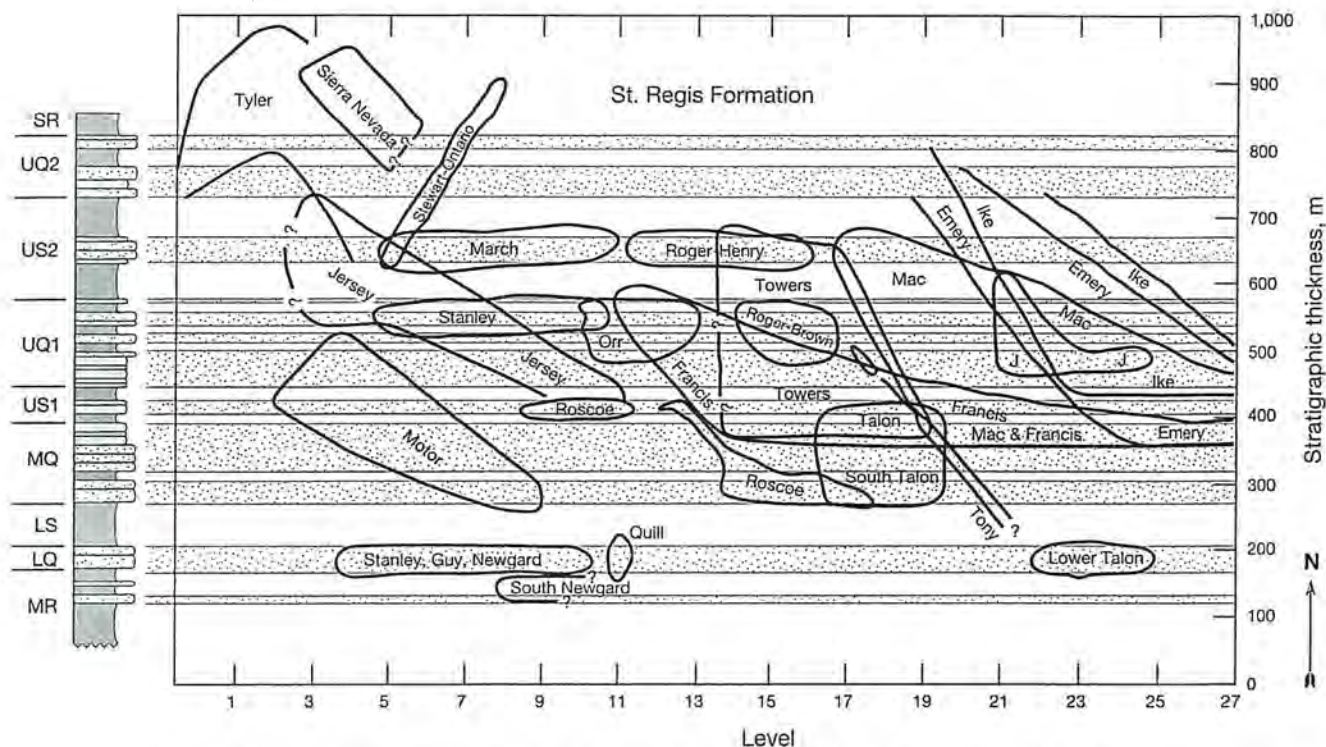 1,000
900
800
700
600
500
400
300
200
100
0
Stratigraphic thickness, m
N
SR
UQ2
US2
UQ1
US1
MQ
LS
LQ
MR
St. Regis Formation
Tyler
Sierra Nevada
?
?
Stewart-Ontario
?
?
Jersey
March
Roger-Henry
Mac
Emery
Ike
Emery
Ike
Towers
Stanley
Orr
?
Roger-Brown
Mac
J
J
Ike
Jersey
Francis
Towers
Roscoe
?
Talon
Francis
Mac & Francis
Emery
Motor
Roscoe
South Talon
Tony
?
Quill
Stanley, Guy, Newgard
Lower Talon
?
South Newgard
?
1 3 5 7 9 11 13 15 17 19 21 23 25 27
Level